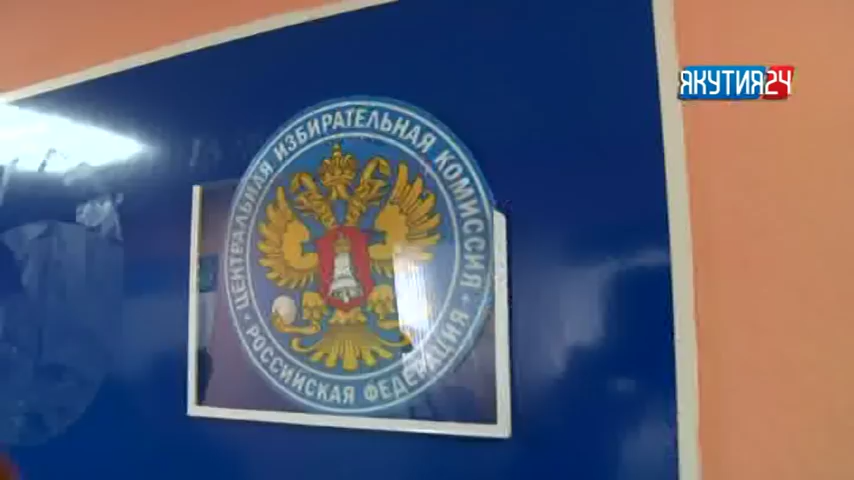 ЯКУТИЯ24
ЦЕНТРАЛЬНАЯ ИЗБИРАТЕЛЬНАЯ КОМИССИЯ
РОССИЙСКАЯ ФЕДЕРАЦИЯ